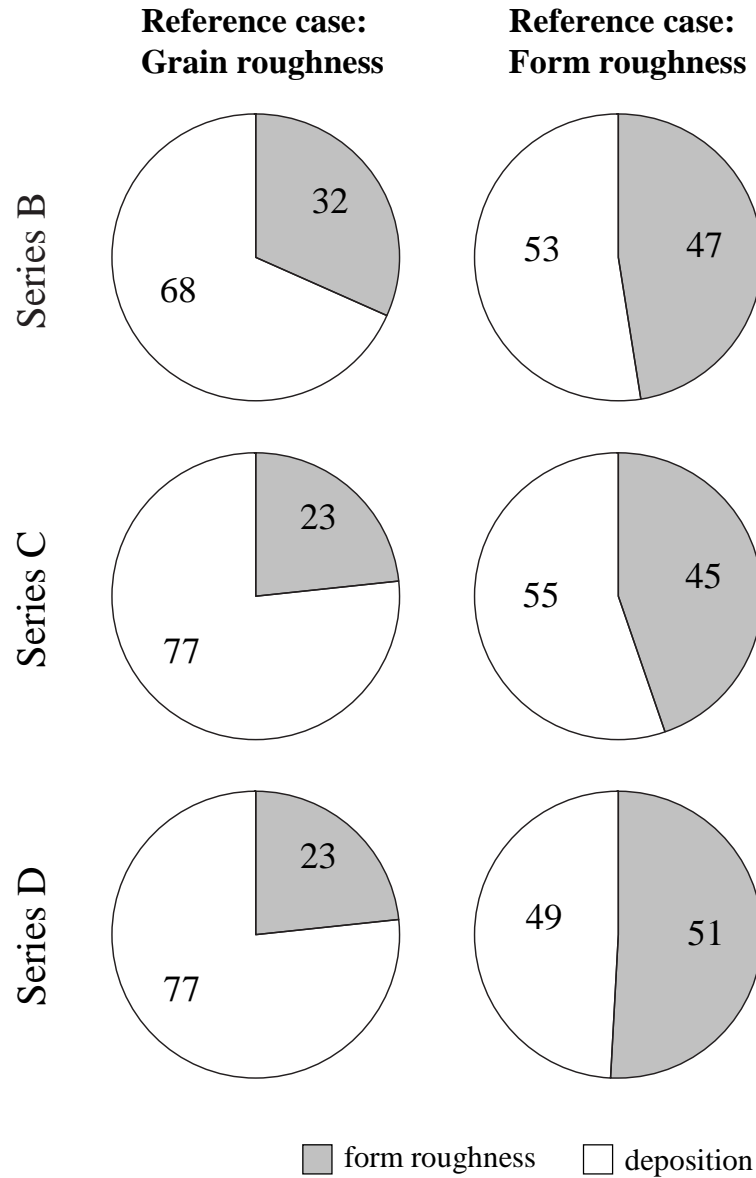 Reference case:
Grain roughness
Reference case:
Form roughness
Series B
32
68
47
53
Series C
23
77
45
55
Series D
23
77
51
49
form roughness
deposition